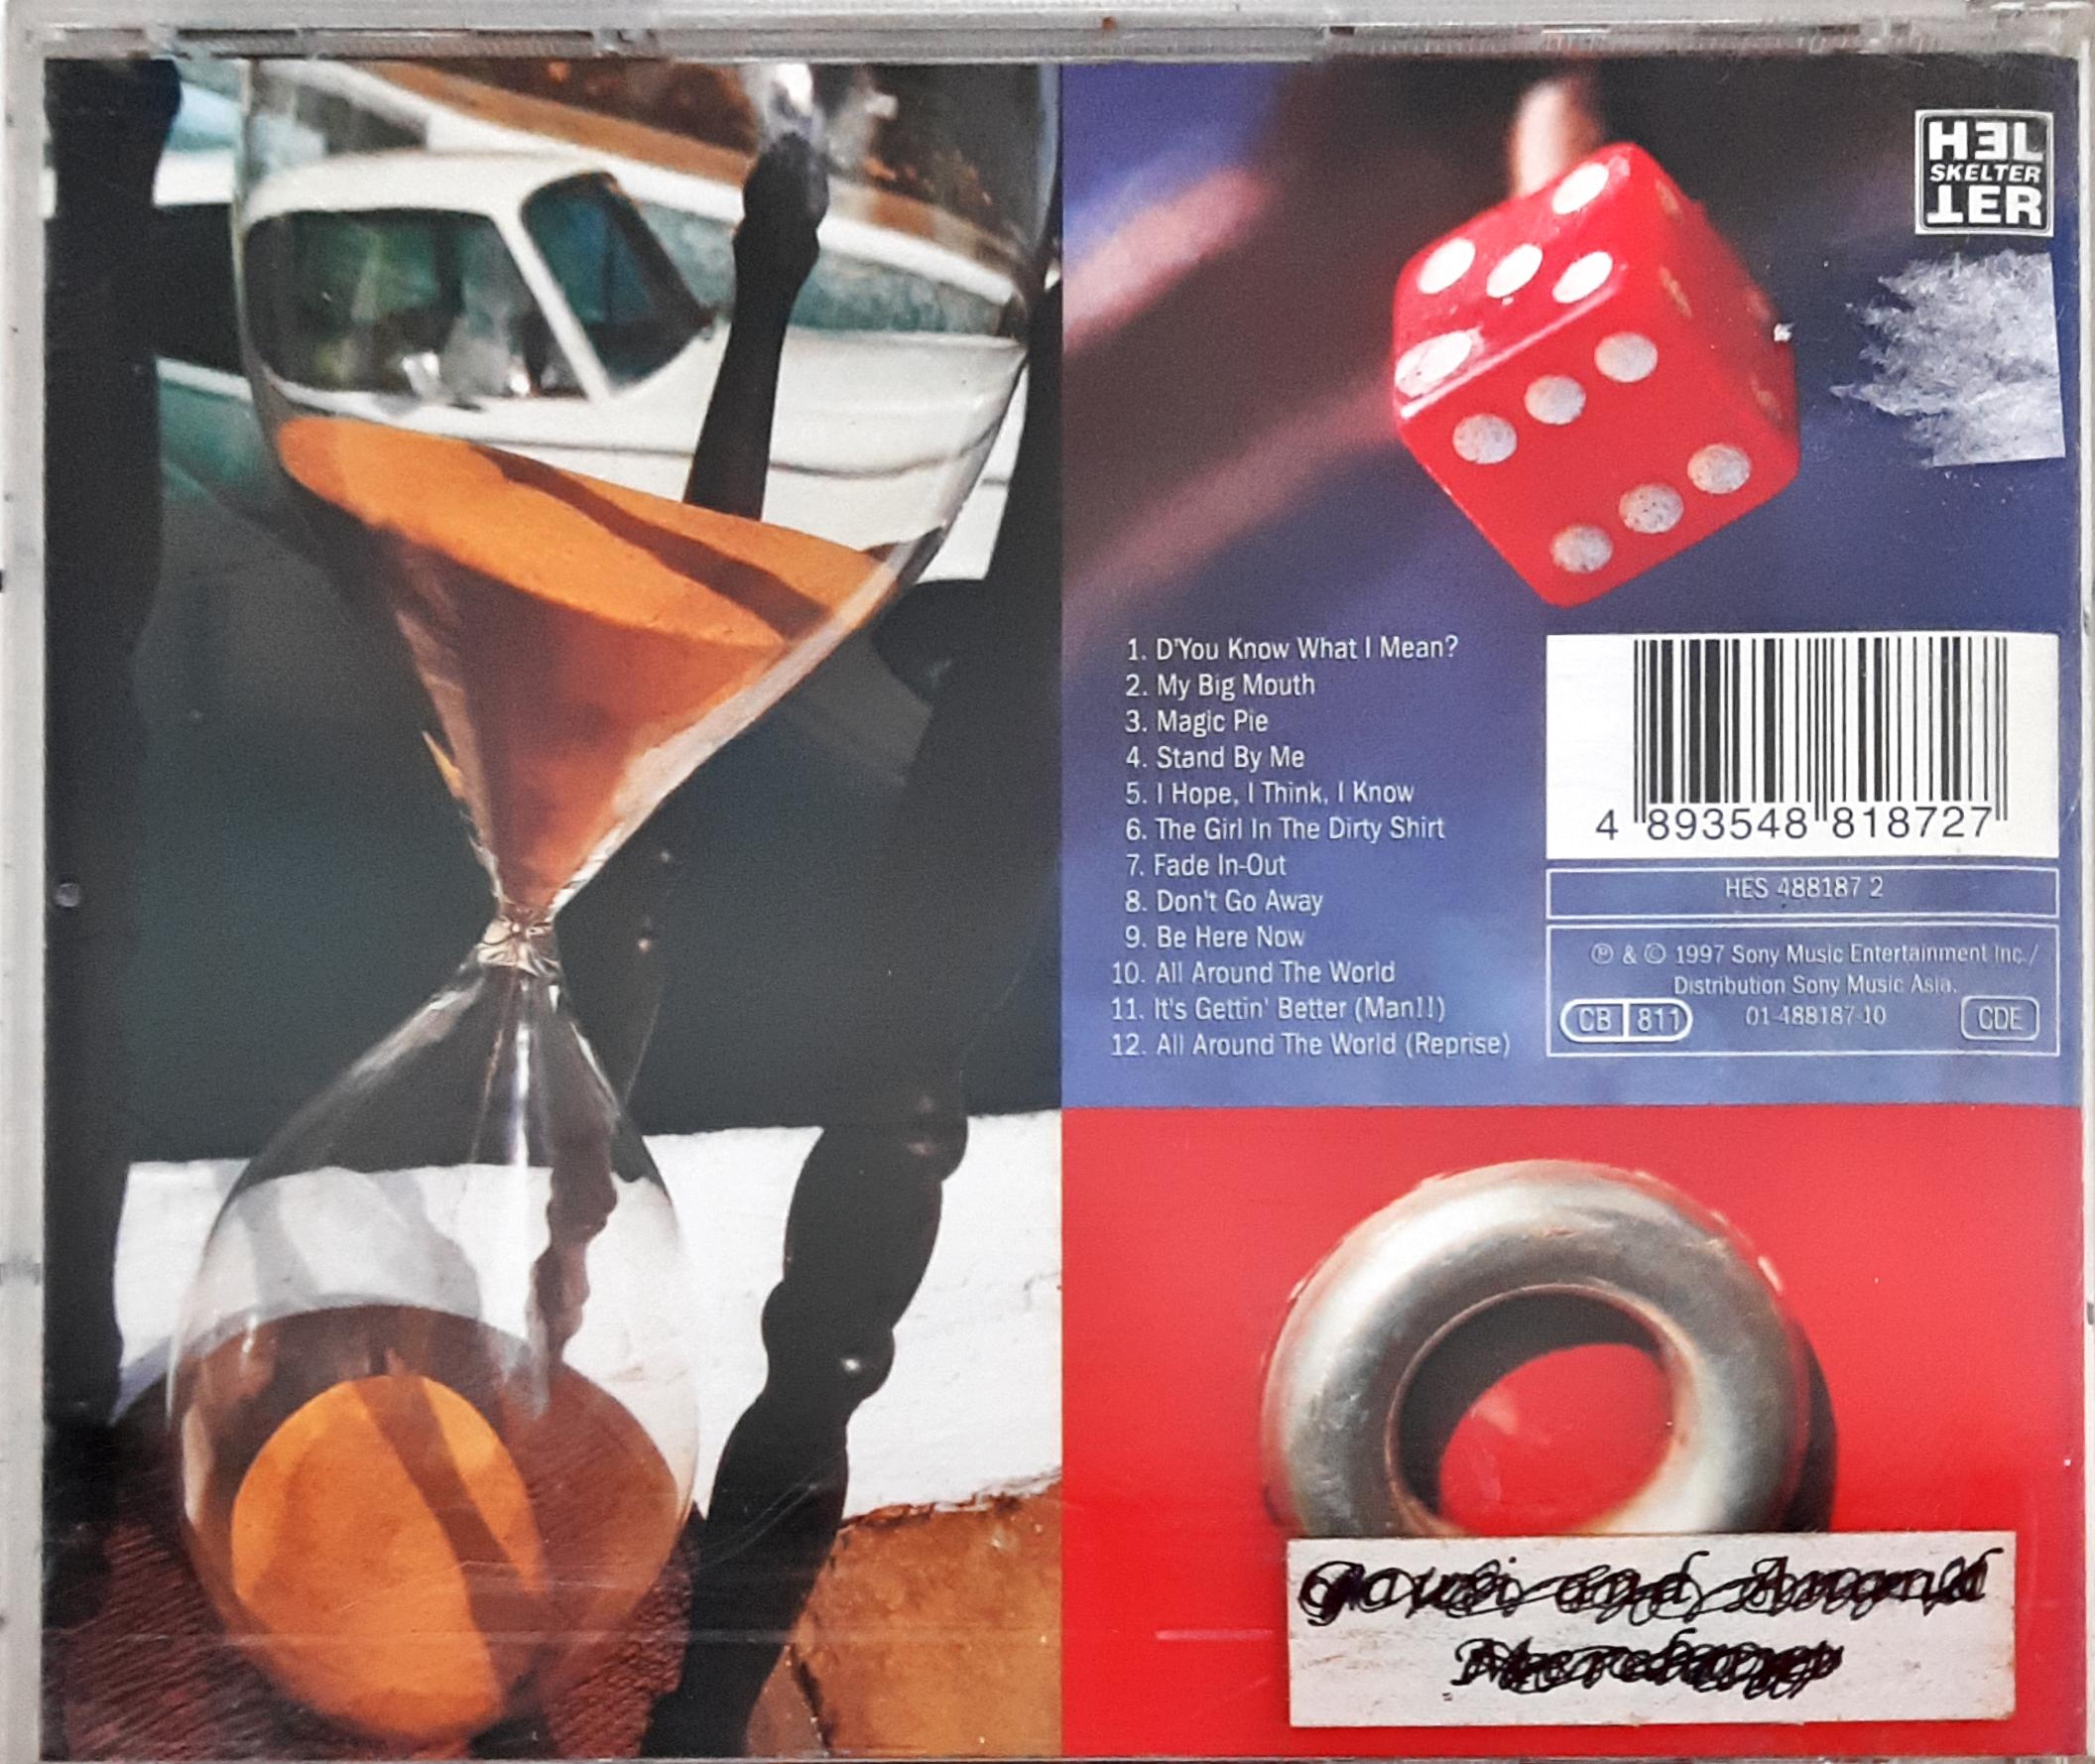 HEL
SKELTER
TER
1. D'You Know What I Mean?
2. My Big Mouth
3. Magic Pie
4. Stand By Me
5. I Hope, I Think, I Know
6. The Girl In The Dirty Shirt
7. Fade In-Out
8. Don't Go Away
9. Be Here Now
10. All Around The World
11. It's Gettin' Better (Man!!)
12. All Around The World (Reprise)
4 893548 818727
HES 488187 2
℗ & © 1997 Sony Music Entertainment Inc./
Distribution Sony Music Asia.
CB 811 01-488187-10 CDE
and